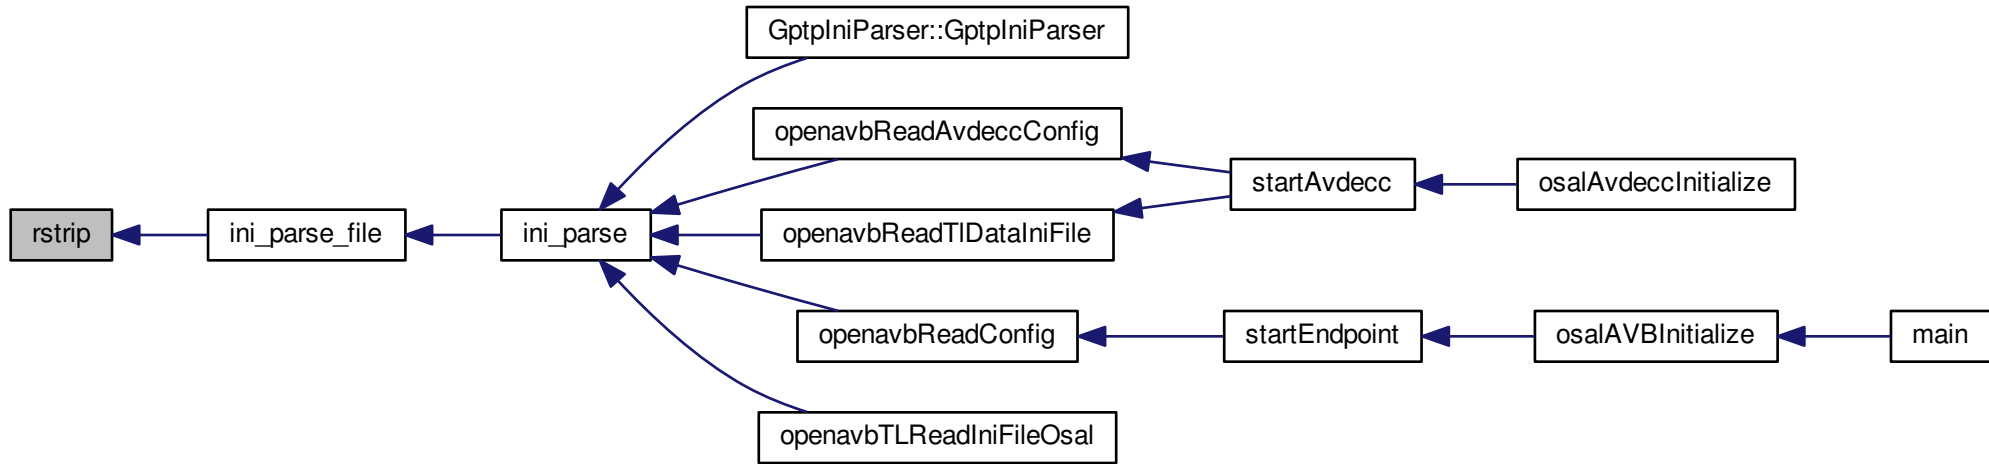 GptpIniParser::GptpIniParser
openavbReadAvdeccConfig
startAvdecc
osalAvdeccInitialize
rstrip
ini_parse_file
ini_parse
openavbReadTlDataIniFile
openavbReadConfig
startEndpoint
osalAVBInitialize
main
openavbTLReadIniFileOsal